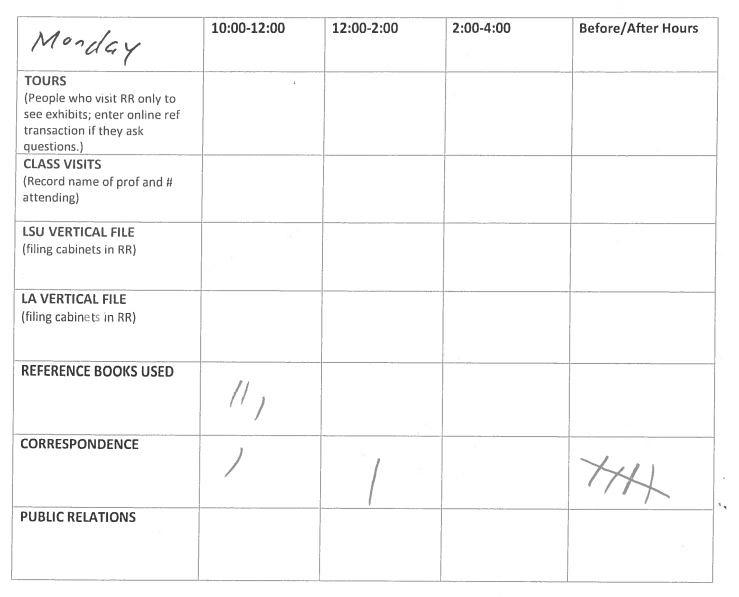 Monday 10:00-12:00 12:00-2:00 2:00-4:00 Before/After Hours
TOURS
(People who visit RR only to
see exhibits; enter online ref
transaction if they ask
questions.)
CLASS VISITS
(Record name of prof and #
attending)
LSU VERTICAL FILE
(filing cabinets in RR)
LA VERTICAL FILE
(filing cabinets in RR)
REFERENCE BOOKS USED
CORRESPONDENCE
PUBLIC RELATIONS